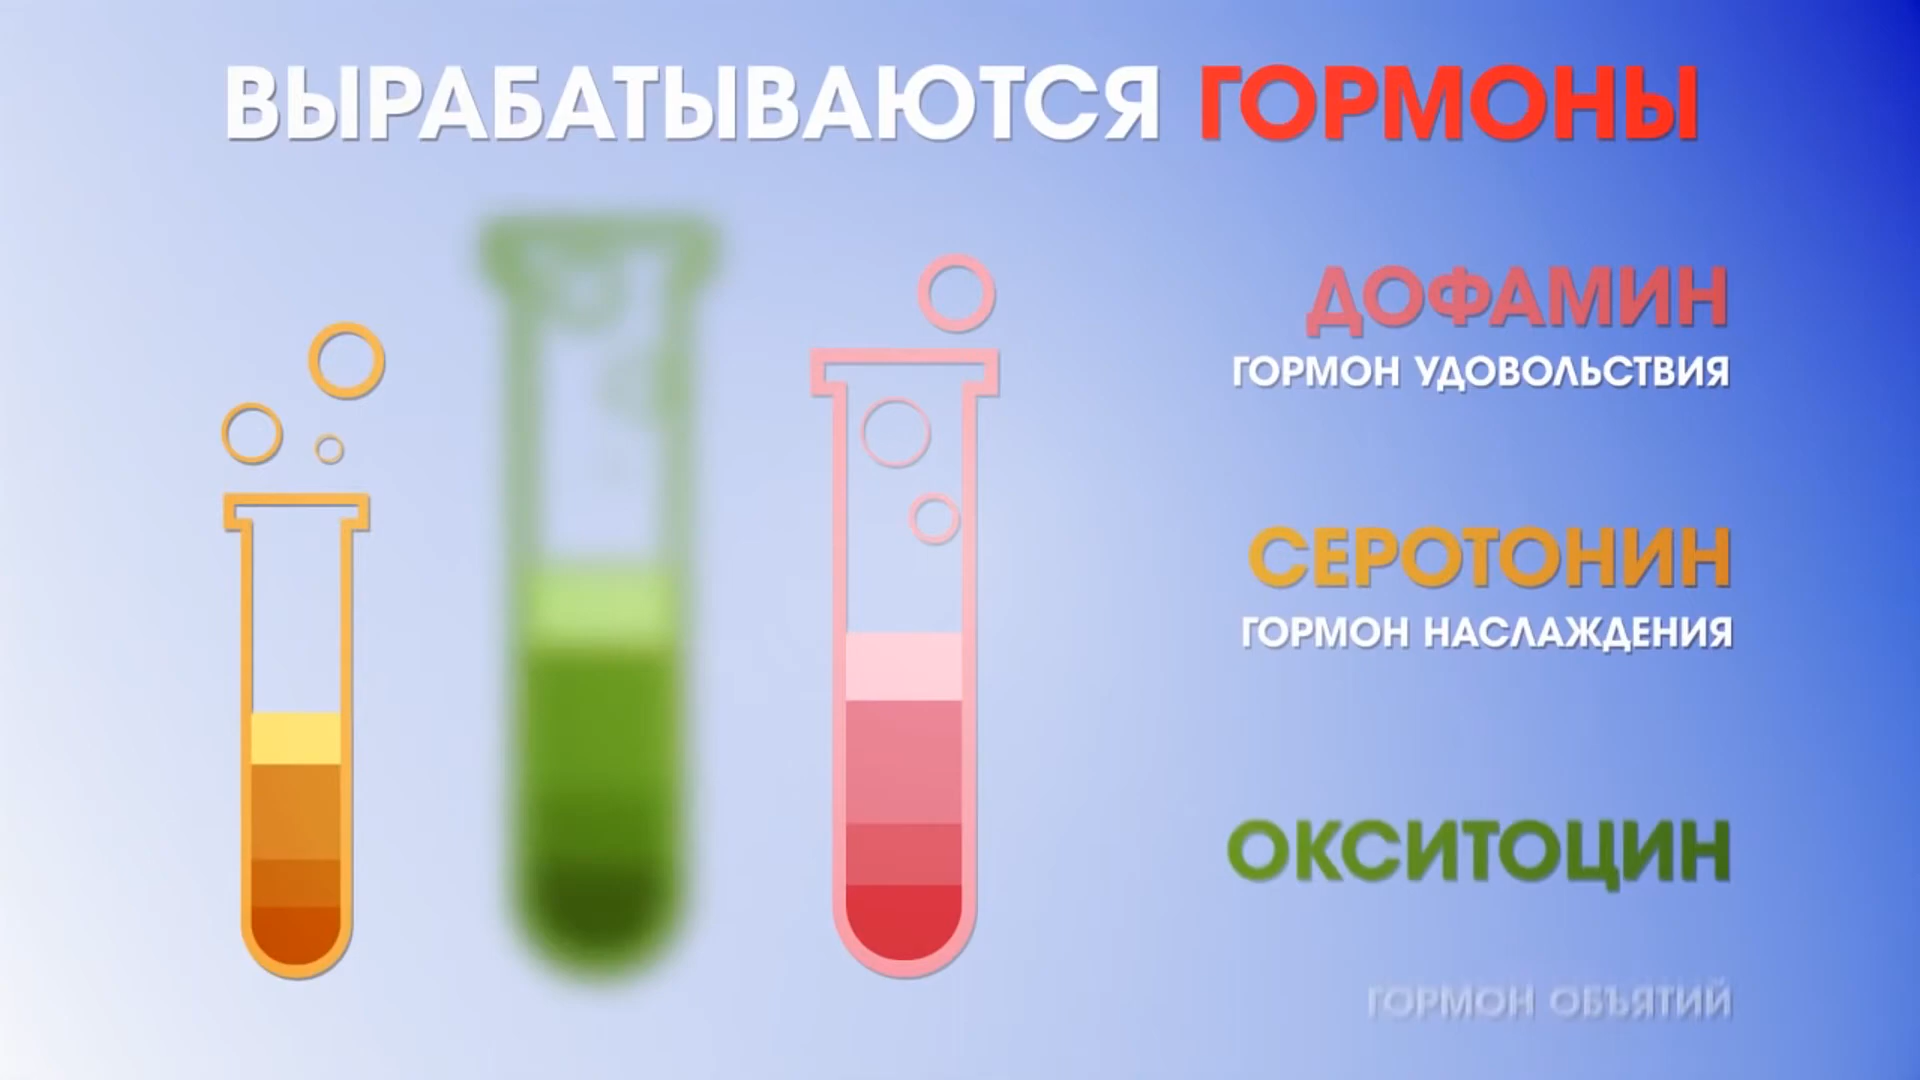 ВЫРАБАТЫВАЮТСЯ ГОРМОНЫ
ДОФАМИН
ГОРМОН УДОВОЛЬСТВИЯ
СЕРОТОНИН
ГОРМОН НАСЛАЖДЕНИЯ
ОКСИТОЦИН
ГОРМОН ОБЪЯТИЙ